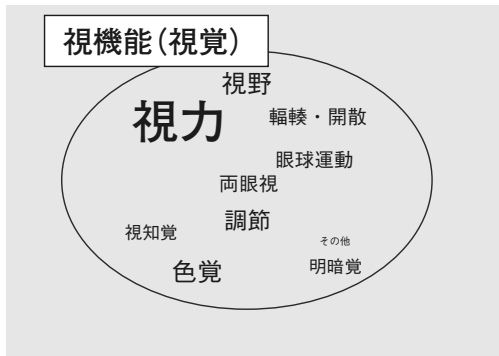 視機能(視覚)
視野
視力
輻輳・開散
眼球運動
両眼視
調節
視知覚
その他
色覚
明暗覚